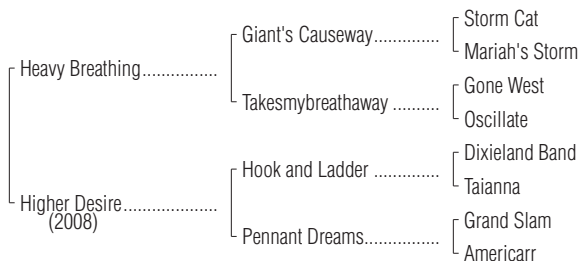 Storm Cat
Giant's Causeway..............
Mariah's Storm
Heavy Breathing................
Gone West
Takesmybreathaway ..........
Oscillate
Dixieland Band
Hook and Ladder ..............
Taianna
Higher Desire....................
(2008)
Grand Slam
Pennant Dreams................
Americarr